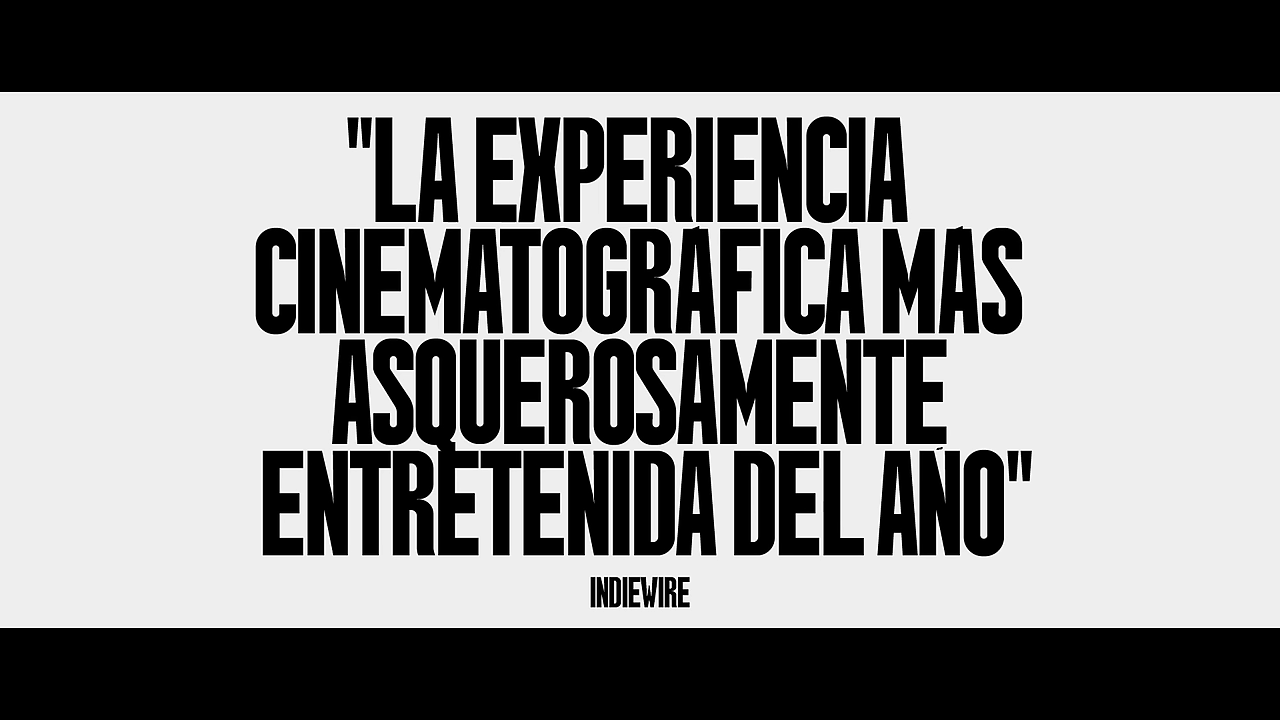 "LA EXPERIENCIA
CINEMATOGRÁFICA MÁS
ASQUEROSAMENTE
ENTRETENIDA DEL AÑO"
INDIEWIRE